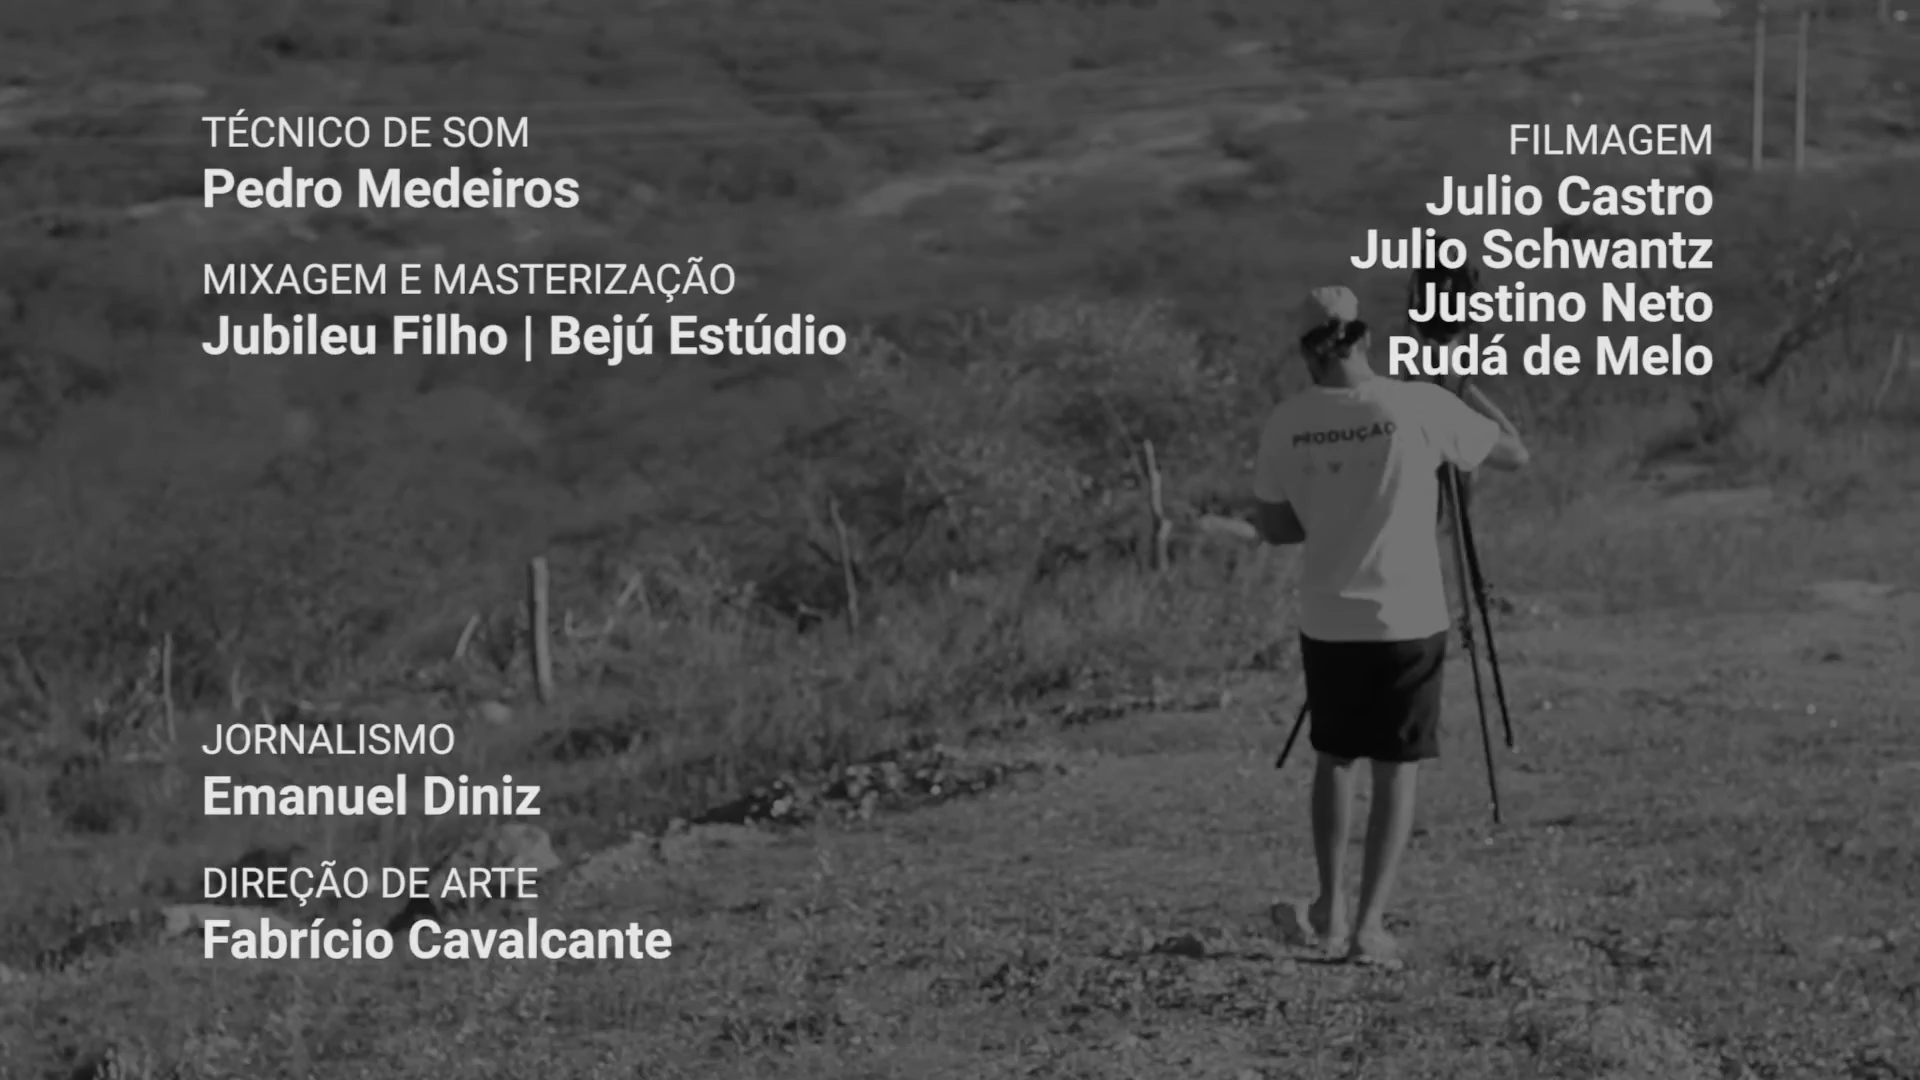 TÉCNICO DE SOM
Pedro Medeiros
MIXAGEM E MASTERIZAÇÃO
Jubileu Filho | Bejú Estúdio
FILMAGEM
Julio Castro
Julio Schwantz
Justino Neto
Rudá de Melo
PRODUÇÃO
JORNALISMO
Emanuel Diniz
DIREÇÃO DE ARTE
Fabrício Cavalcante